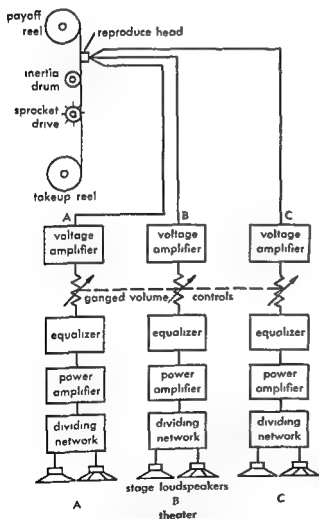 payoff
reel
reproduce head
inertia
drum
sprocket
drive
takeup reel
A B C
voltage
amplifier
voltage
amplifier
voltage
amplifier
ganged volume controls
equalizer equalizer equalizer
power
amplifier
power
amplifier
power
amplifier
dividing
network
dividing
network
dividing
network
stage loudspeakers
A B C
theater